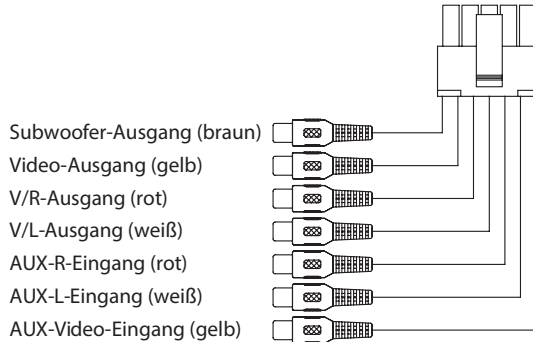 Subwoofer-Ausgang (braun)
Video-Ausgang (gelb)
V/R-Ausgang (rot)
V/L-Ausgang (weiß)
AUX-R-Eingang (rot)
AUX-L-Eingang (weiß)
AUX-Video-Eingang (gelb)